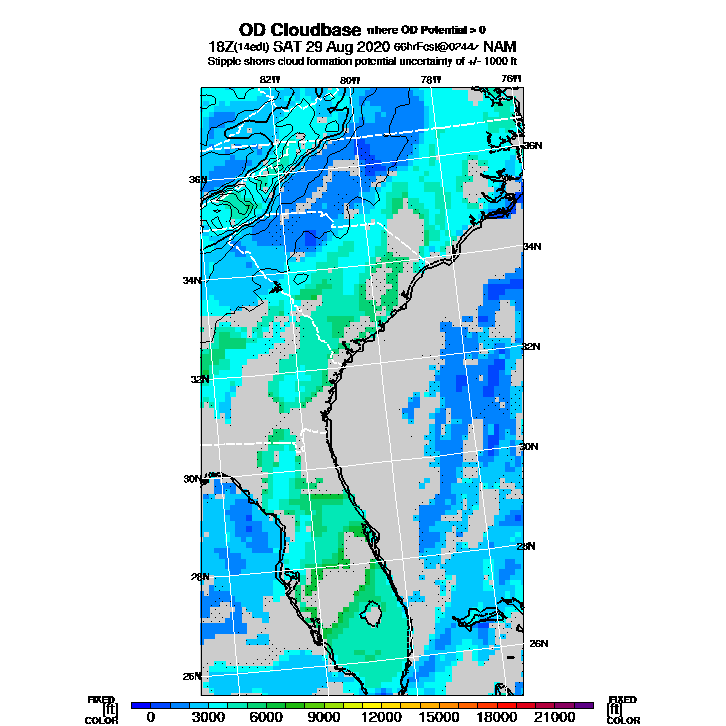 OD Cloudbase where OD Potential > 0
18Z(14edt) SAT 29 Aug 2020 66hrFcst@0244z NAM
Stipple shows cloud formation potential uncertainty of +/- 1000 ft
82W 80W 78W 76W
36N
36N
34N
34N
32N
32N
30N
30N
28N
28N
26N
26N
FIXED FIXED
[ft] [ft]
COLOR 0 3000 6000 9000 12000 15000 18000 21000 COLOR